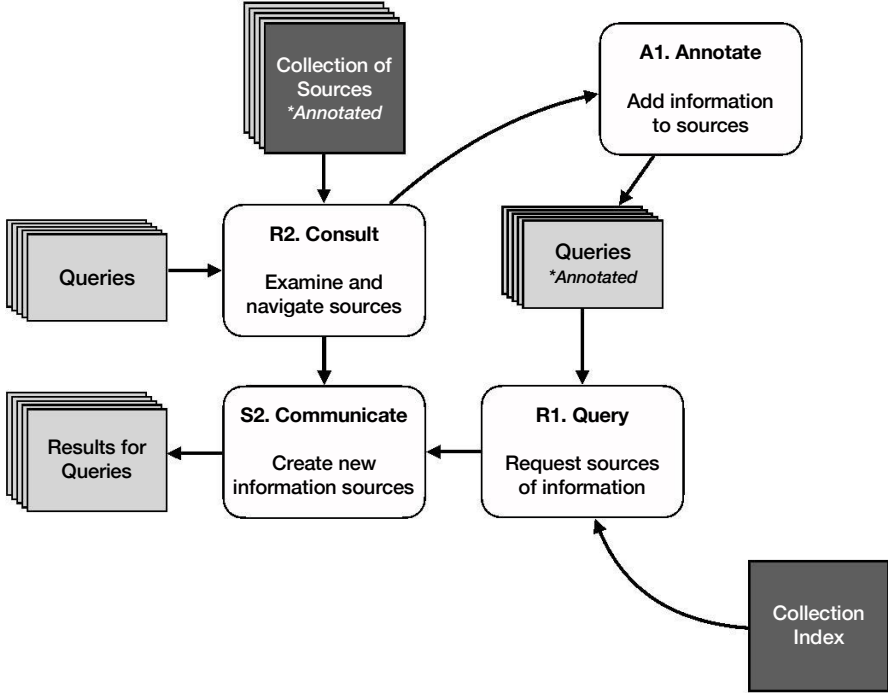 Collection of
Sources
*Annotated
A1. Annotate
Add information
to sources
R2. Consult
Examine and
navigate sources
Queries
Queries
*Annotated
Results for
Queries
S2. Communicate
Create new
information sources
R1. Query
Request sources
of information
Collection
Index